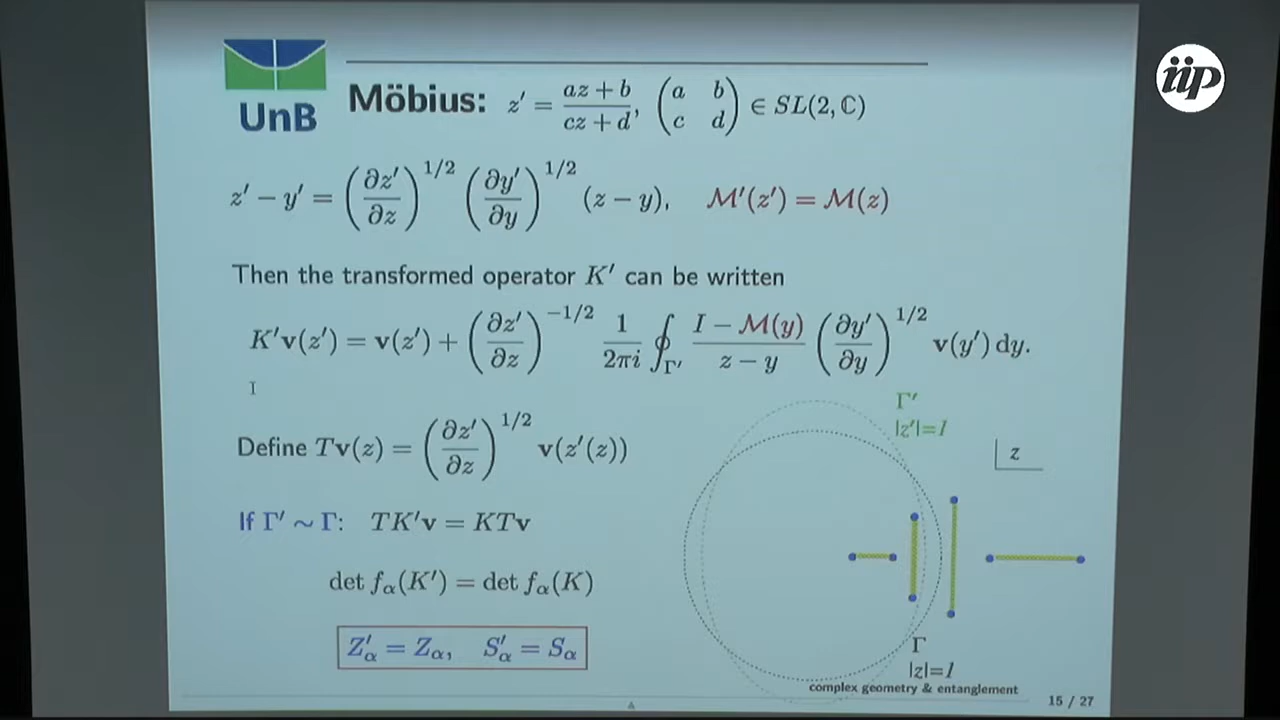 iip
UnB
Möbius: z′ = (az + b)/(cz + d), (a b; c d) ∈ SL(2, ℂ)
z′ − y′ = (∂z′/∂z)^{1/2} (∂y′/∂y)^{1/2} (z − y), M′(z′) = M(z)
Then the transformed operator K′ can be written
K′v(z′) = v(z′) + (∂z′/∂z)^{−1/2} 1/(2πi) ∮_{Γ′} (I − M(y))/(z − y) (∂y′/∂y)^{1/2} v(y′) dy.
Define Tv(z) = (∂z′/∂z)^{1/2} v(z′(z))
If Γ′ ∼ Γ: TK′v = KTv
det f_α(K′) = det f_α(K)
Z′_α = Z_α, S′_α = S_α
Γ′
|z′|=1
z
Γ
|z|=1
complex geometry & entanglement
15 / 27